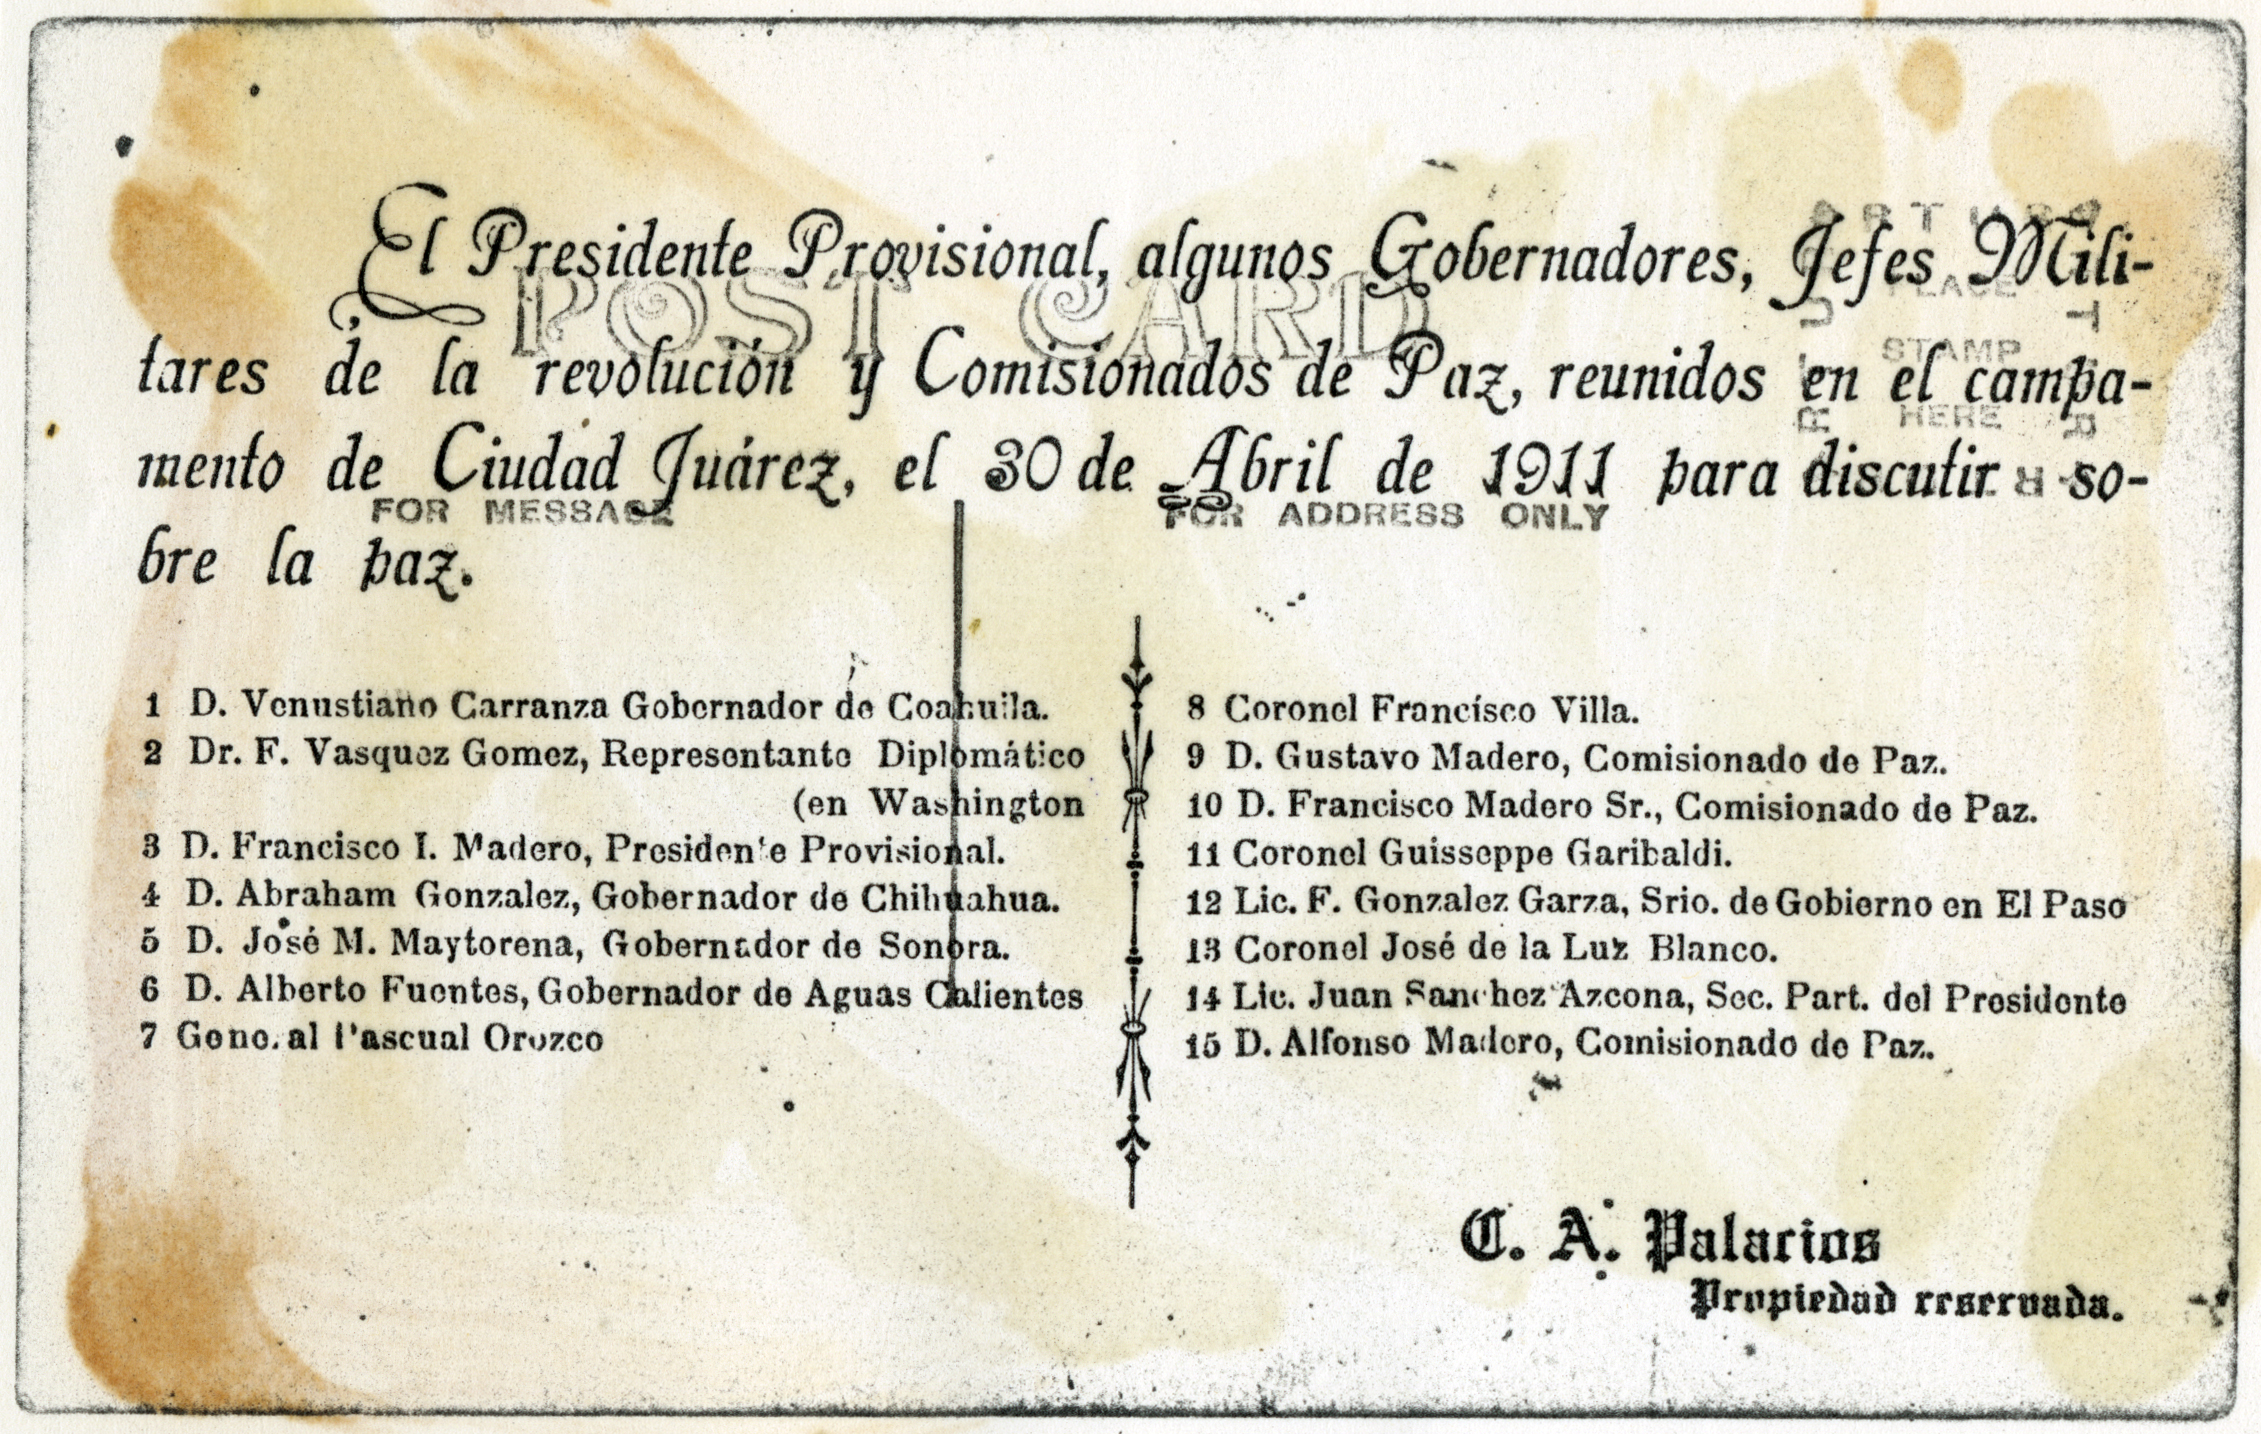 El Presidente Provisional, algunos Gobernadores, Jefes Mili-
POST CARD
PLACE
STAMP
HERE
tares de la revolución y Comisionados de Paz, reunidos en el campa-
mento de Ciudad Juárez, el 30 de Abril de 1911 para discutir so-
FOR MESSAGE
FOR ADDRESS ONLY
bre la paz.
1 D. Venustiano Carranza Gobernador de Coahuila.
2 Dr. F. Vasquez Gomez, Representante Diplomático
(en Washington
3 D. Francisco I. Madero, Presidente Provisional.
4 D. Abraham Gonzalez, Gobernador de Chihuahua.
5 D. José M. Maytorena, Gobernador de Sonora.
6 D. Alberto Fuentes, Gobernador de Aguas Calientes
7 General Pascual Orozco
8 Coronel Francisco Villa.
9 D. Gustavo Madero, Comisionado de Paz.
10 D. Francisco Madero Sr., Comisionado de Paz.
11 Coronel Guisseppe Garibaldi.
12 Lic. F. Gonzalez Garza, Srio. de Gobierno en El Paso
13 Coronel José de la Luz Blanco.
14 Lic. Juan Sanchez Azcona, Sec. Part. del Presidente
15 D. Alfonso Madero, Comisionado de Paz.
C. A. Palacios
Propiedad reservada.